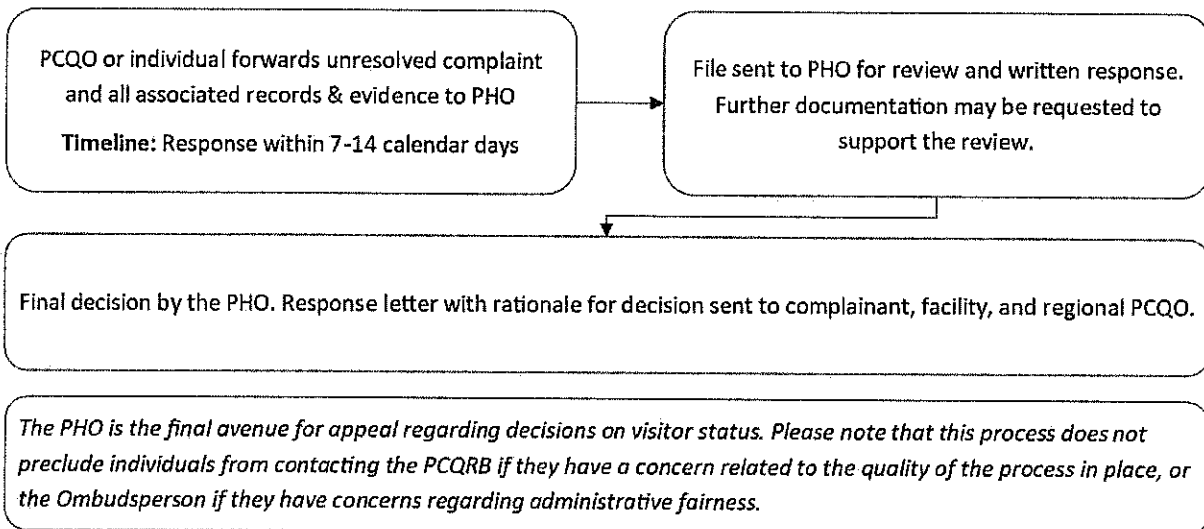 PCQO or individual forwards unresolved complaint
and all associated records & evidence to PHO
Timeline: Response within 7-14 calendar days
File sent to PHO for review and written response.
Further documentation may be requested to
support the review.
Final decision by the PHO. Response letter with rationale for decision sent to complainant, facility, and regional PCQO.
The PHO is the final avenue for appeal regarding decisions on visitor status. Please note that this process does not
preclude individuals from contacting the PCQRB if they have a concern related to the quality of the process in place, or
the Ombudsperson if they have concerns regarding administrative fairness.